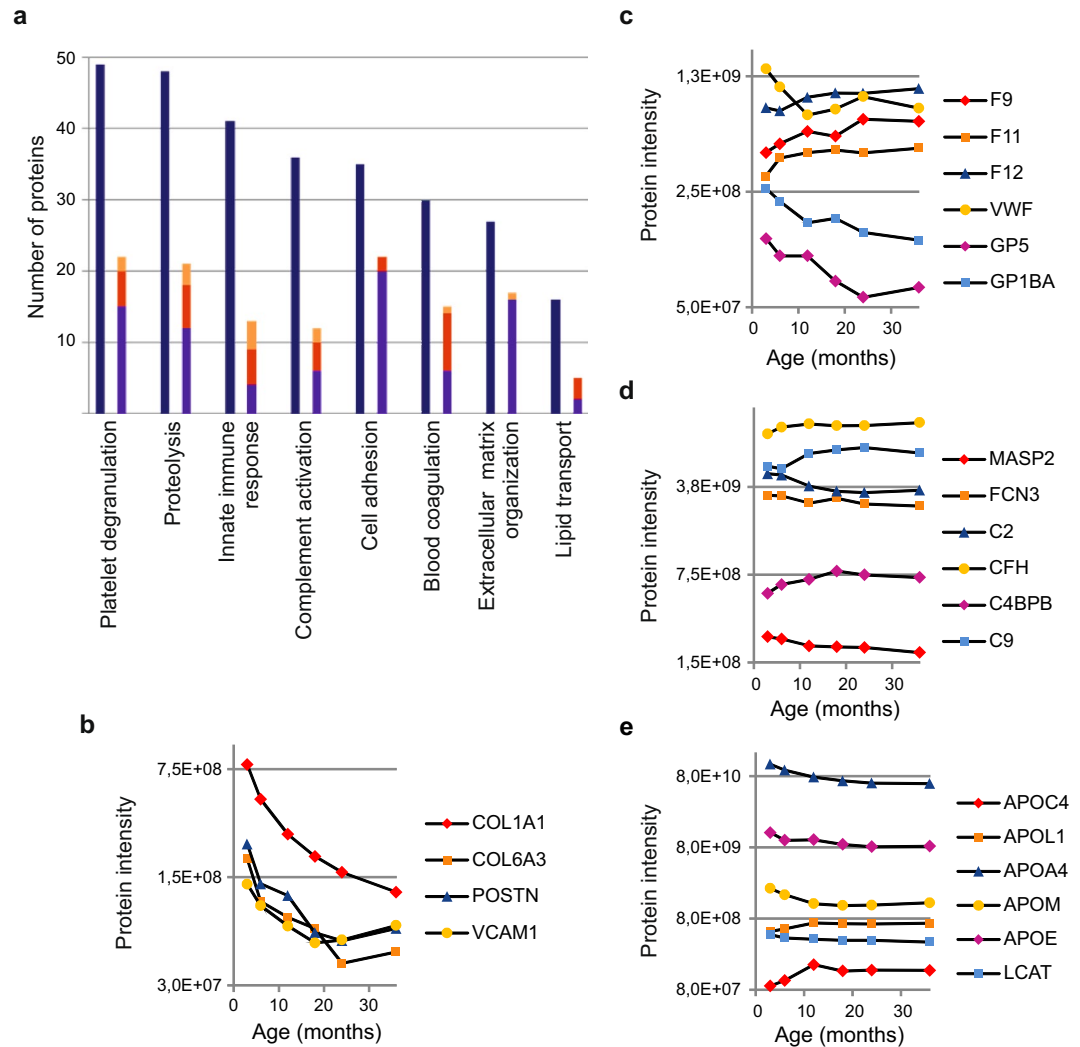 a
50
40
30
20
10
Number of proteins
Platelet degranulation
Proteolysis
Innate immune
response
Complement activation
Cell adhesion
Blood coagulation
Extracellular matrix
organization
Lipid transport
b
7,5E+08
1,5E+08
3,0E+07
Protein intensity
0
10
20
30
Age (months)
COL1A1
COL6A3
POSTN
VCAM1
c
1,3E+09
2,5E+08
5,0E+07
Protein intensity
0
10
20
30
Age (months)
F9
F11
F12
VWF
GP5
GP1BA
d
3,8E+09
7,5E+08
1,5E+08
Protein intensity
0
10
20
30
Age (months)
MASP2
FCN3
C2
CFH
C4BPB
C9
e
8,0E+10
8,0E+09
8,0E+08
8,0E+07
Protein intensity
0
10
20
30
Age (months)
APOC4
APOL1
APOA4
APOM
APOE
LCAT